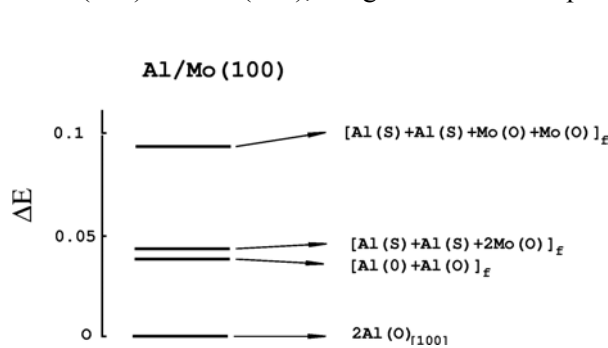 Al/Mo(100)
0.1
[Al(S)+Al(S)+Mo(O)+Mo(O)]f
ΔE
0.05
[Al(S)+Al(S)+2Mo(O)]f
[Al(0)+Al(O)]f
O
2Al(O)[100]